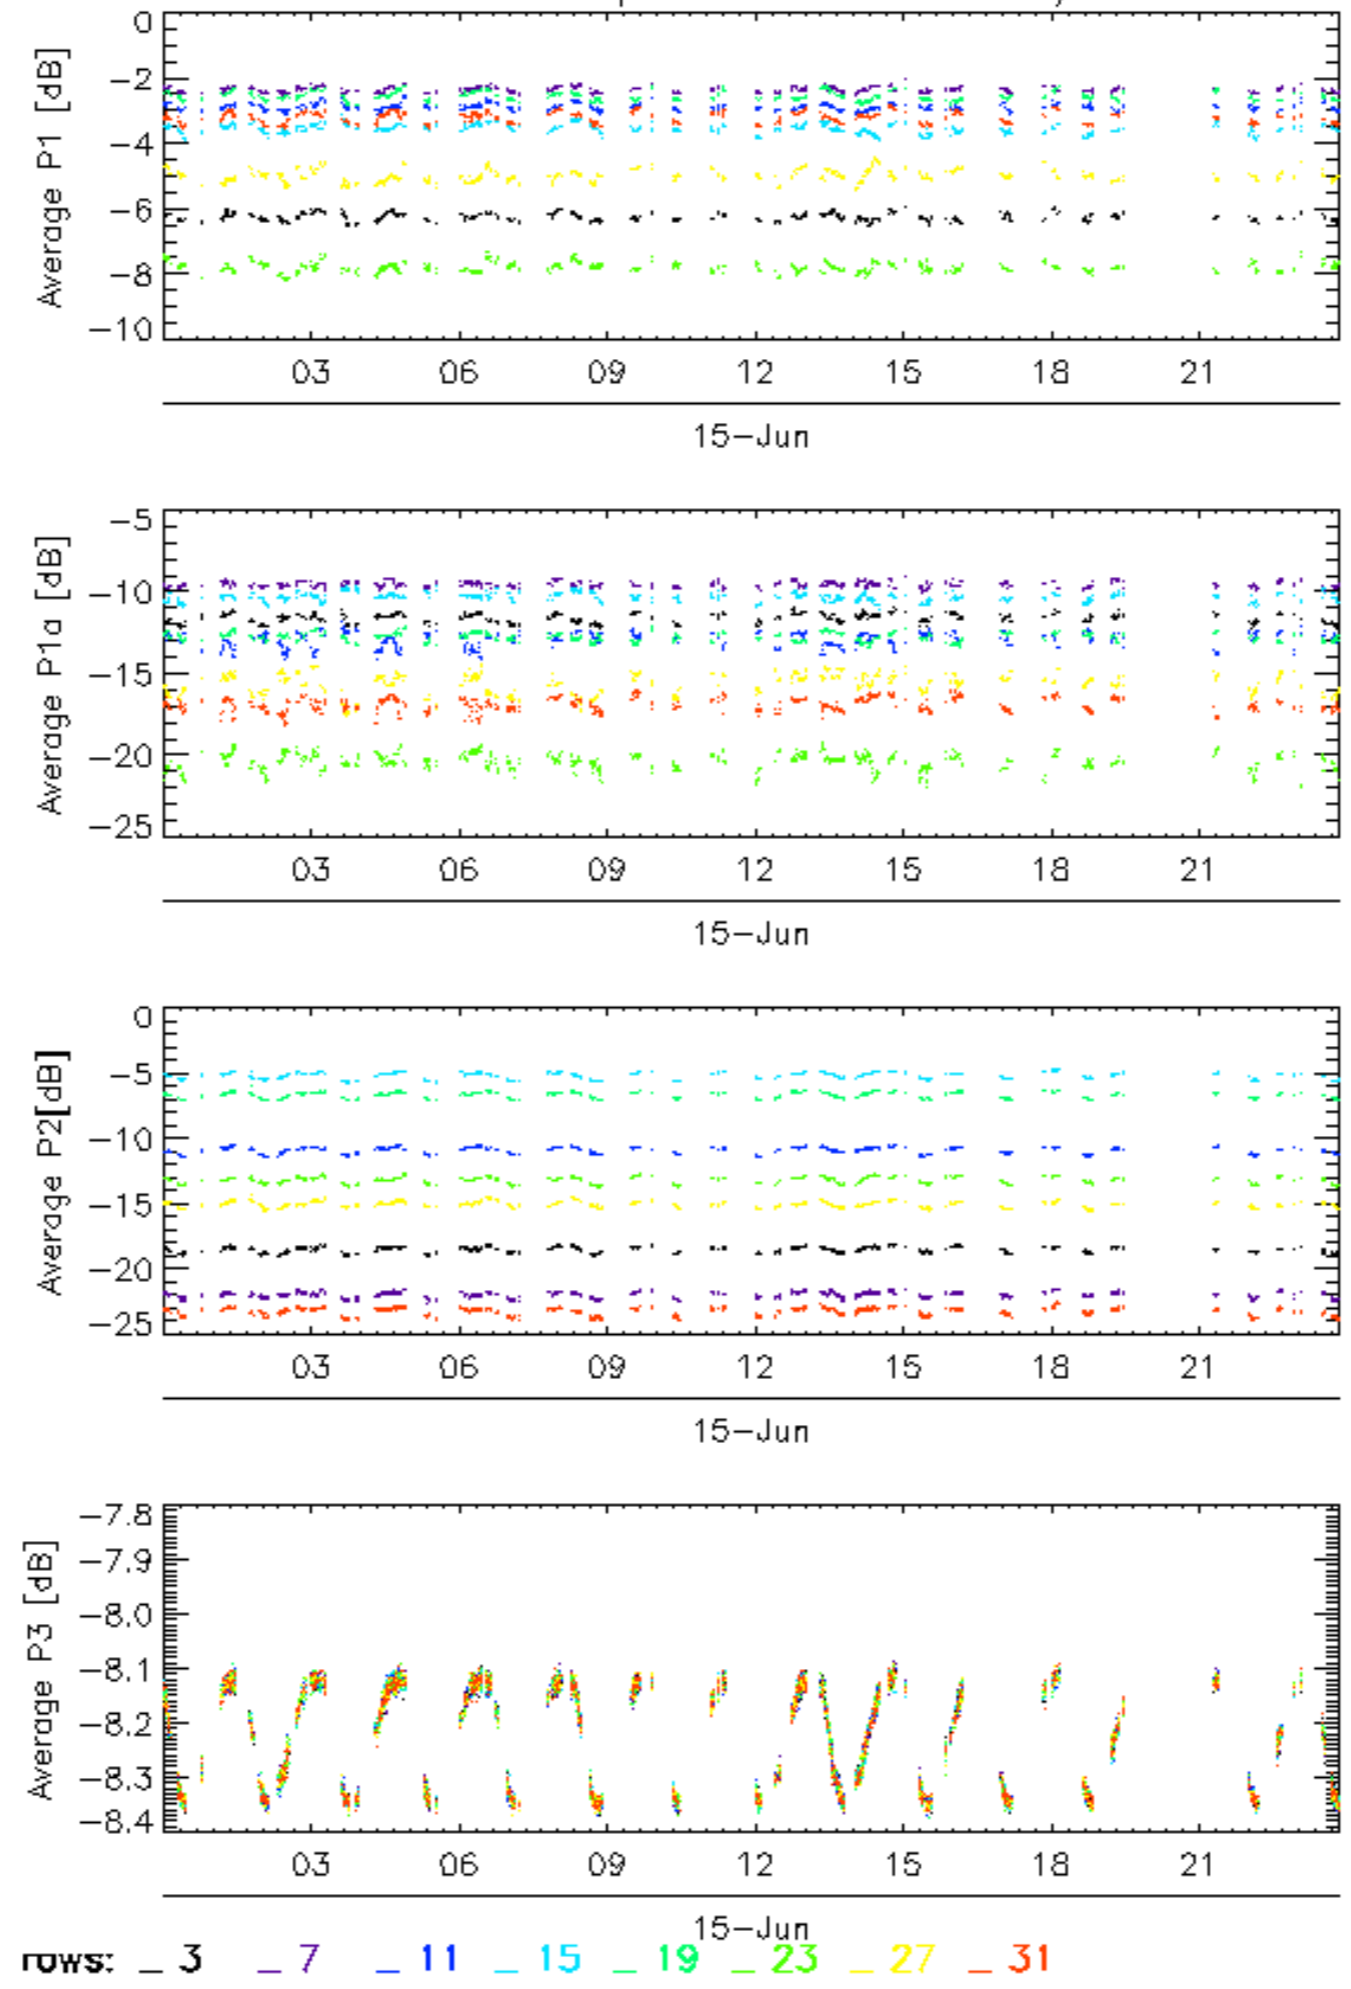 0
−2
−4
−6
−8
−10
Average P1 [dB]
03 06 09 12 15 18 21
15−Jun
−5
−10
−15
−20
−25
Average P1a [dB]
03 06 09 12 15 18 21
15−Jun
0
−5
−10
−15
−20
−25
Average P2[dB]
03 06 09 12 15 18 21
15−Jun
−7.8
−7.9
−8.0
−8.1
−8.2
−8.3
−8.4
Average P3 [dB]
03 06 09 12 15 18 21
15−Jun
rows: _ 3 _ 7 _ 11 _ 15 _ 19 _ 23 _ 27 _ 31